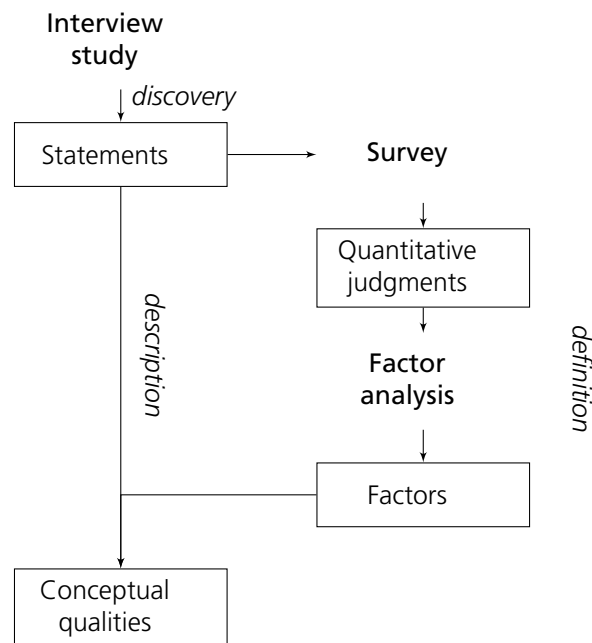 Interview
study
discovery
Statements
Survey
Quantitative
judgments
description
definition
Factor
analysis
Factors
Conceptual
qualities